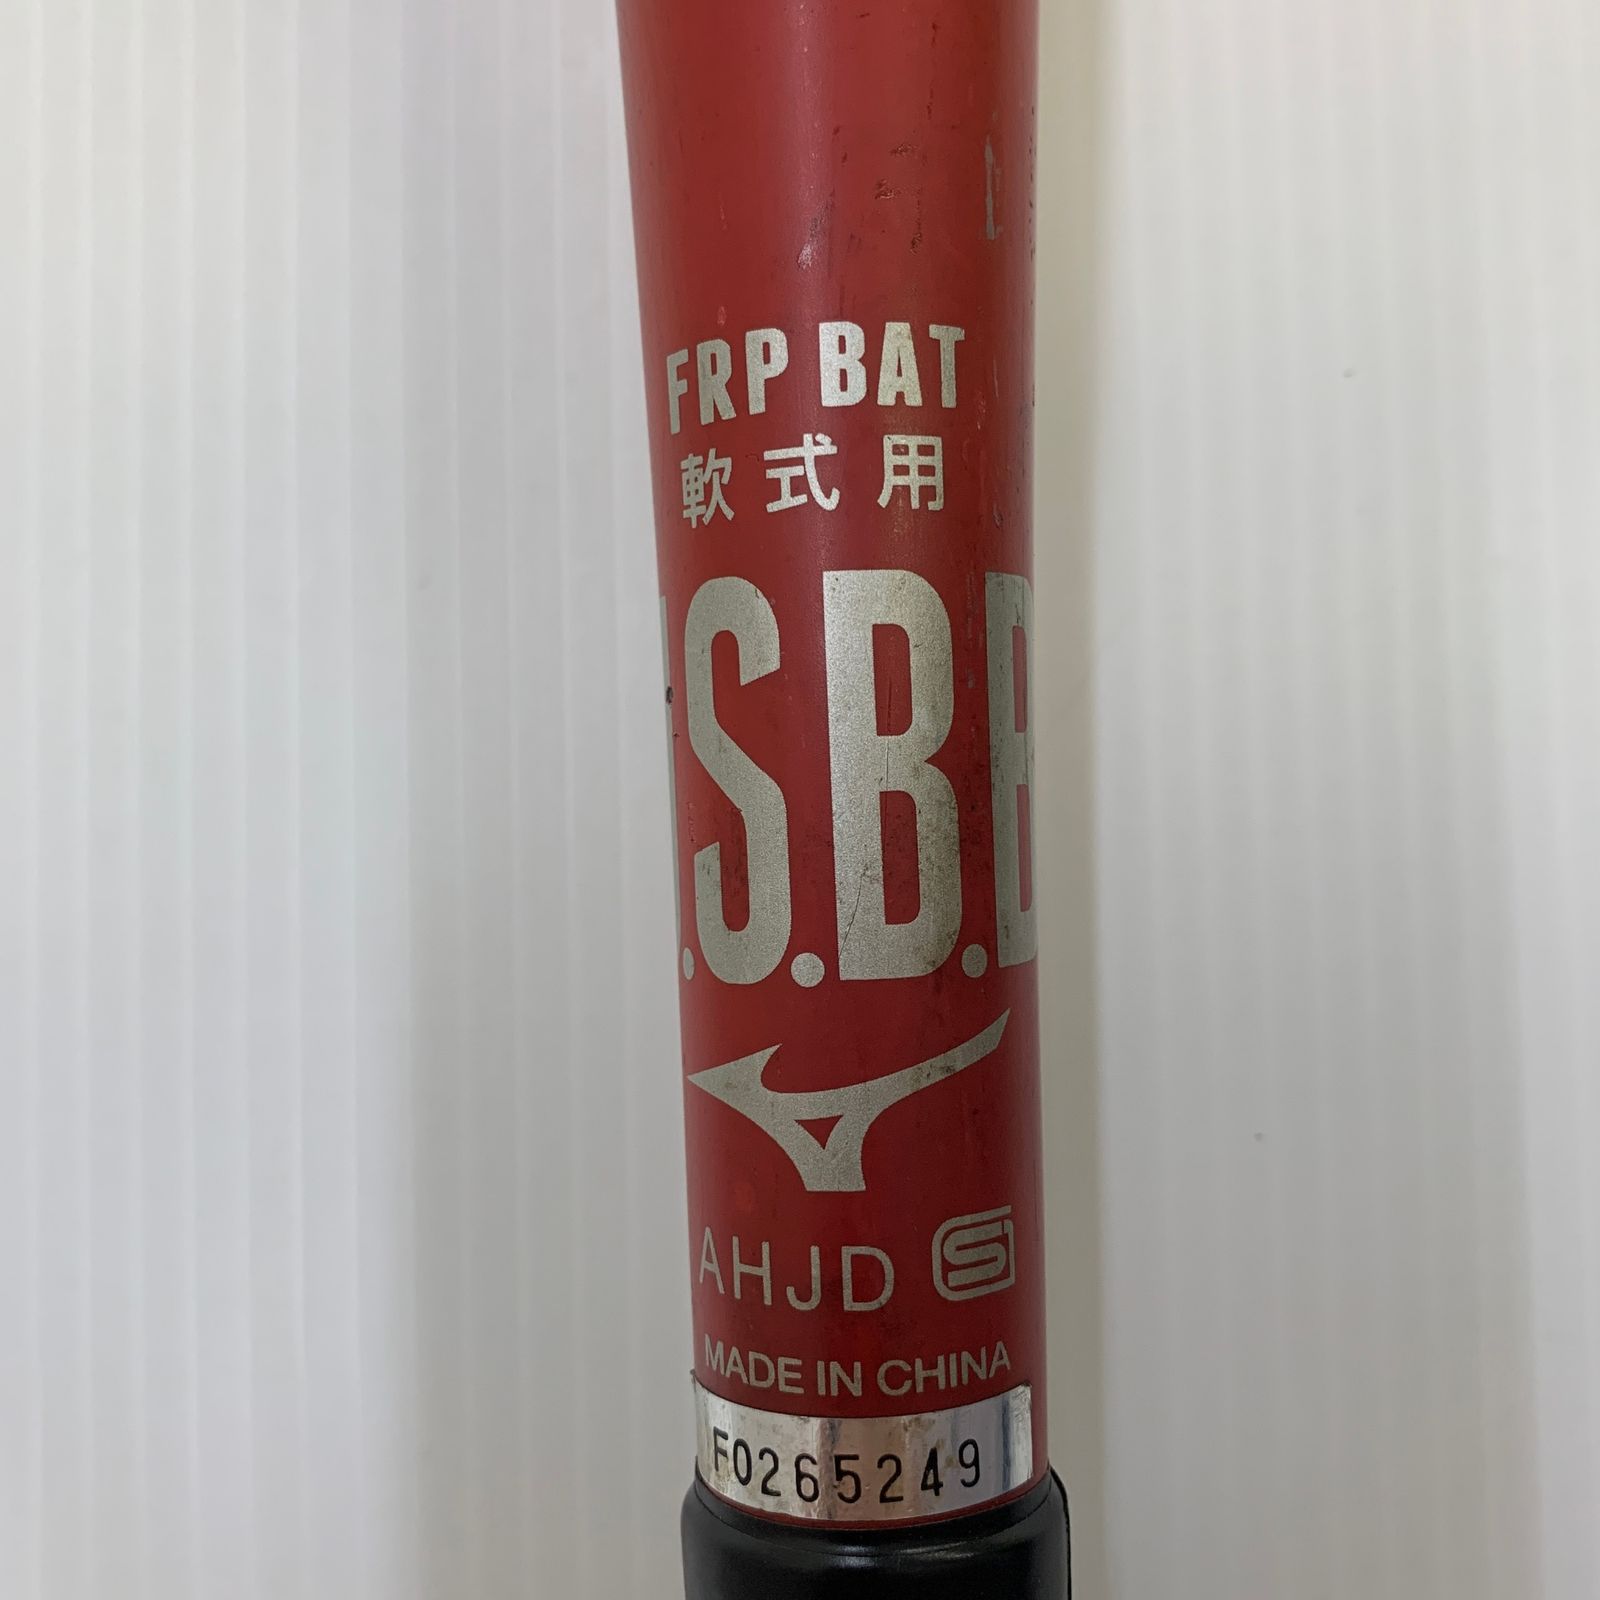 FRP BAT
軟式用
.S.B.B
AHJD
MADE IN CHINA
F0265249